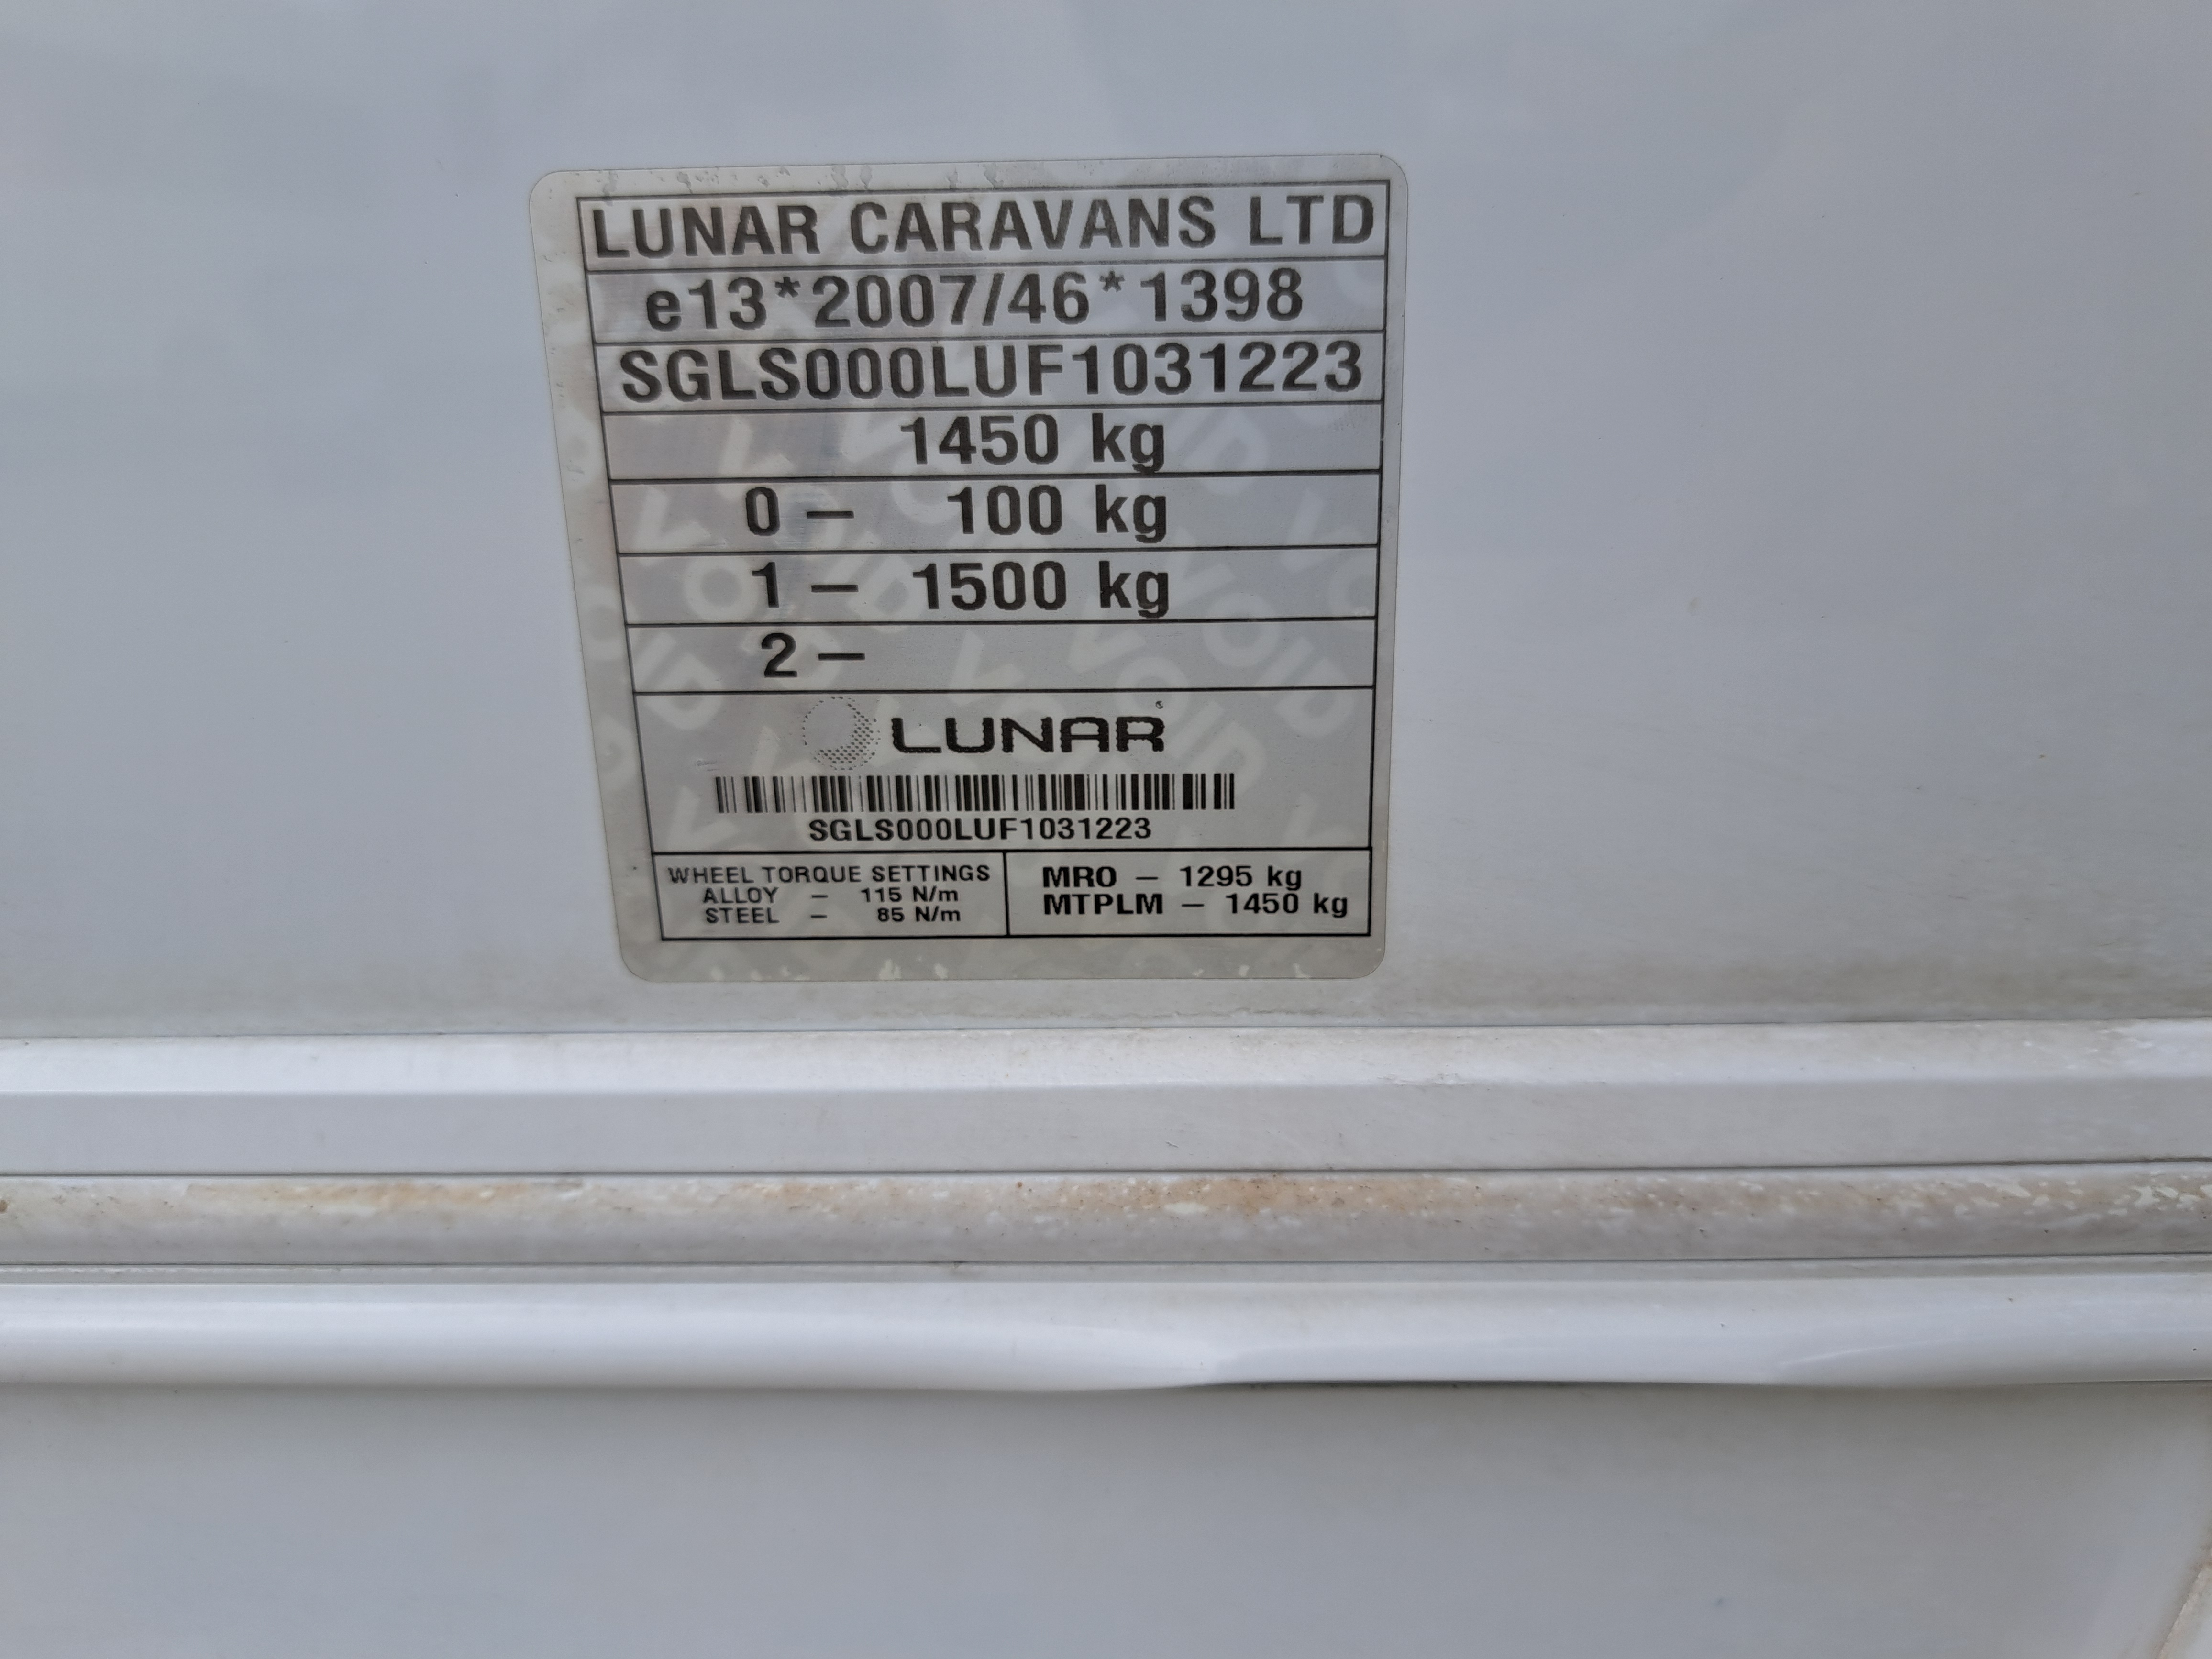 LUNAR CARAVANS LTD
e13*2007/46*1398
SGLS000LUF1031223
1450 kg
0 – 100 kg
1 – 1500 kg
2 –
LUNAR
SGLS000LUF1031223
WHEEL TORQUE SETTINGS
ALLOY – 115 N/m
STEEL – 85 N/m
MRO – 1295 kg
MTPLM – 1450 kg